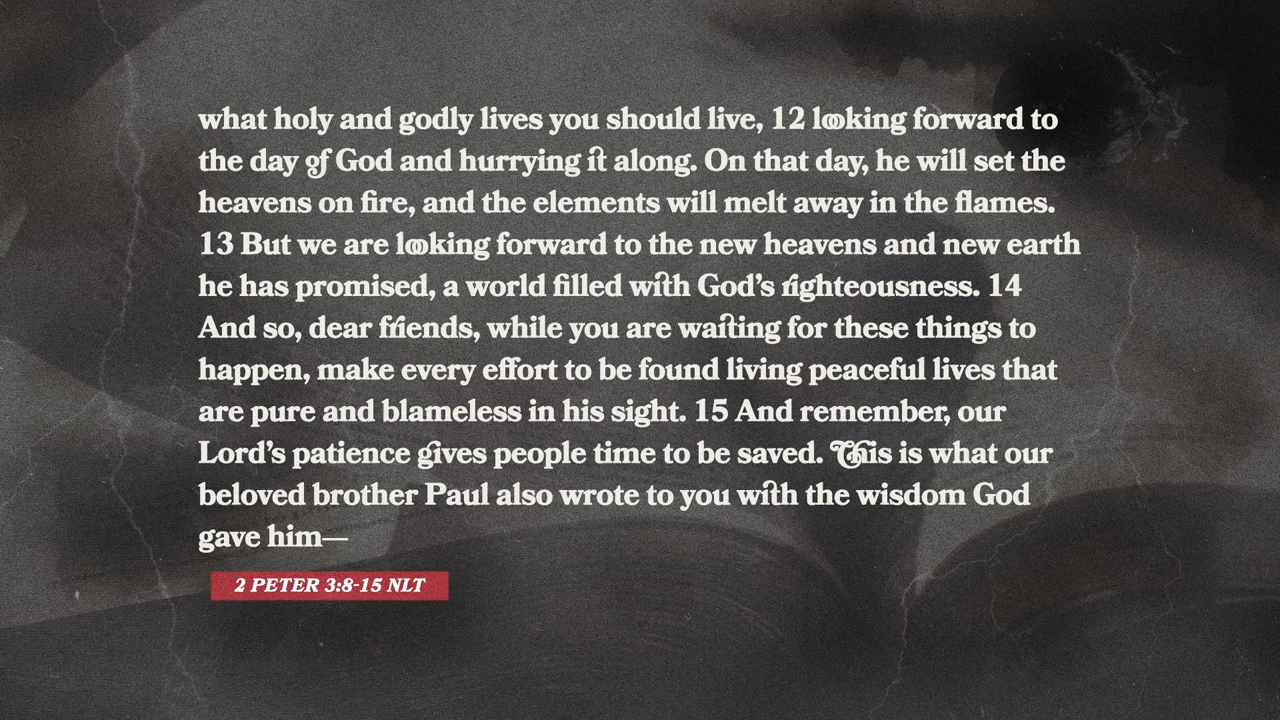 what holy and godly lives you should live, 12 looking forward to
the day of God and hurrying it along. On that day, he will set the
heavens on fire, and the elements will melt away in the flames.
13 But we are looking forward to the new heavens and new earth
he has promised, a world filled with God’s righteousness. 14
And so, dear friends, while you are waiting for these things to
happen, make every effort to be found living peaceful lives that
are pure and blameless in his sight. 15 And remember, our
Lord’s patience gives people time to be saved. This is what our
beloved brother Paul also wrote to you with the wisdom God
gave him—
2 PETER 3:8-15 NLT